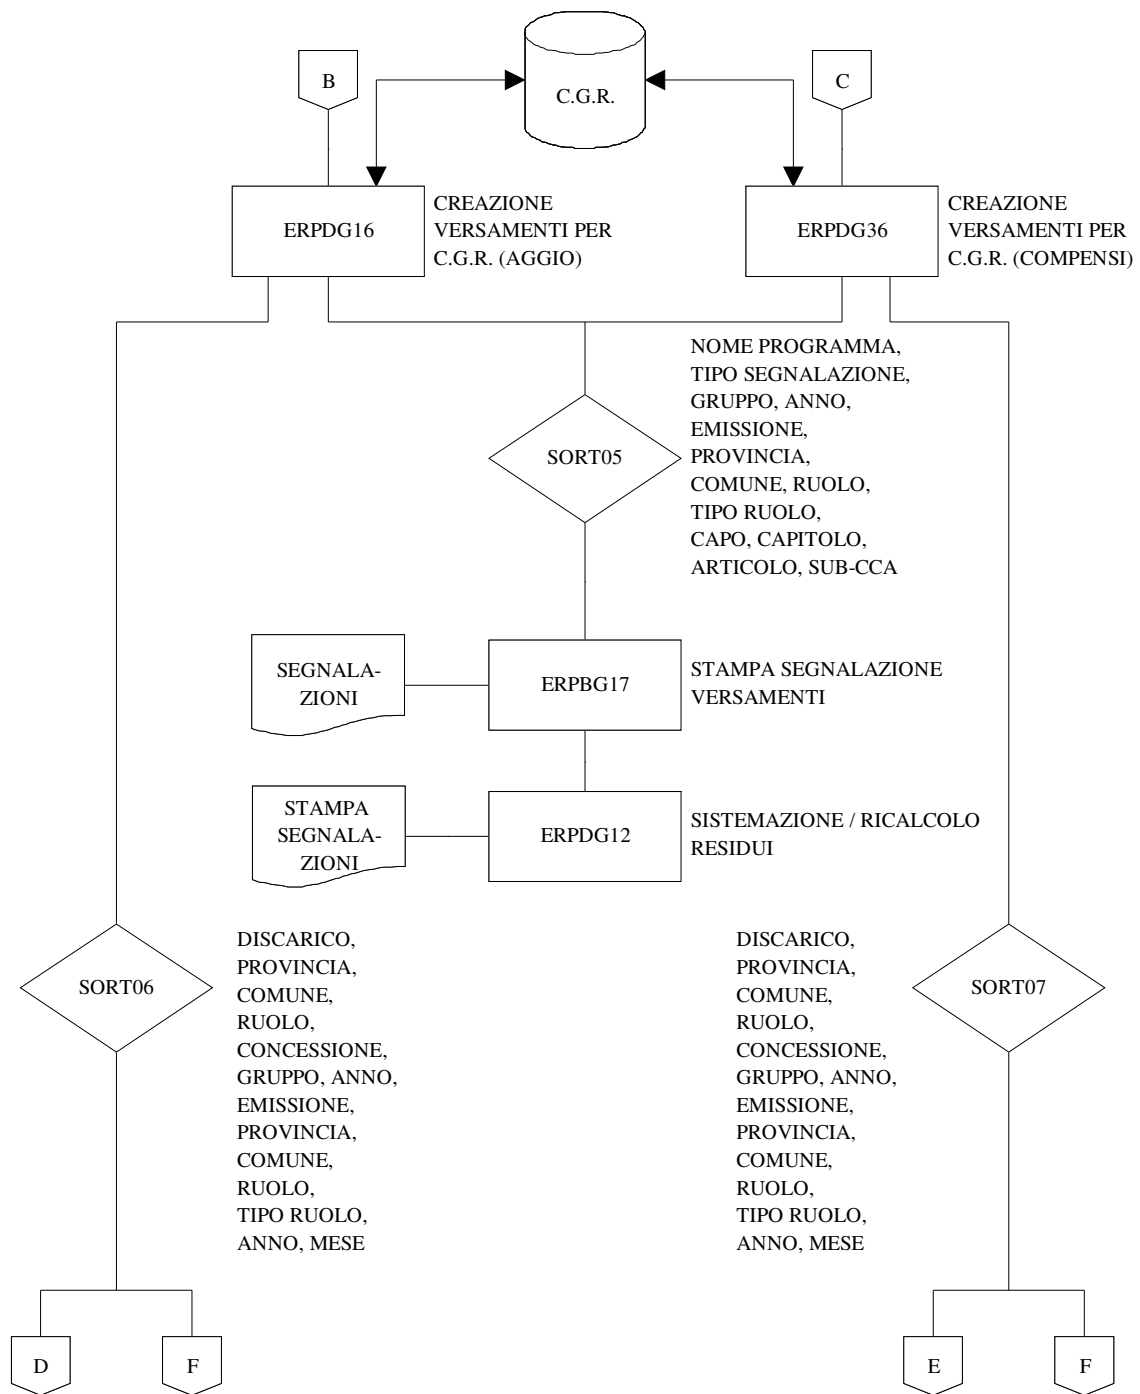 B
C.G.R.
C
ERPDG16
CREAZIONE
VERSAMENTI PER
C.G.R. (AGGIO)
ERPDG36
CREAZIONE
VERSAMENTI PER
C.G.R. (COMPENSI)
SORT05
NOME PROGRAMMA,
TIPO SEGNALAZIONE,
GRUPPO, ANNO,
EMISSIONE,
PROVINCIA,
COMUNE, RUOLO,
TIPO RUOLO,
CAPO, CAPITOLO,
ARTICOLO, SUB-CCA
SEGNALA-
ZIONI
ERPBG17
STAMPA SEGNALAZIONE
VERSAMENTI
STAMPA
SEGNALA-
ZIONI
ERPDG12
SISTEMAZIONE / RICALCOLO
RESIDUI
SORT06
DISCARICO,
PROVINCIA,
COMUNE,
RUOLO,
CONCESSIONE,
GRUPPO, ANNO,
EMISSIONE,
PROVINCIA,
COMUNE,
RUOLO,
TIPO RUOLO,
ANNO, MESE
DISCARICO,
PROVINCIA,
COMUNE,
RUOLO,
CONCESSIONE,
GRUPPO, ANNO,
EMISSIONE,
PROVINCIA,
COMUNE,
RUOLO,
TIPO RUOLO,
ANNO, MESE
SORT07
D
F
E
F